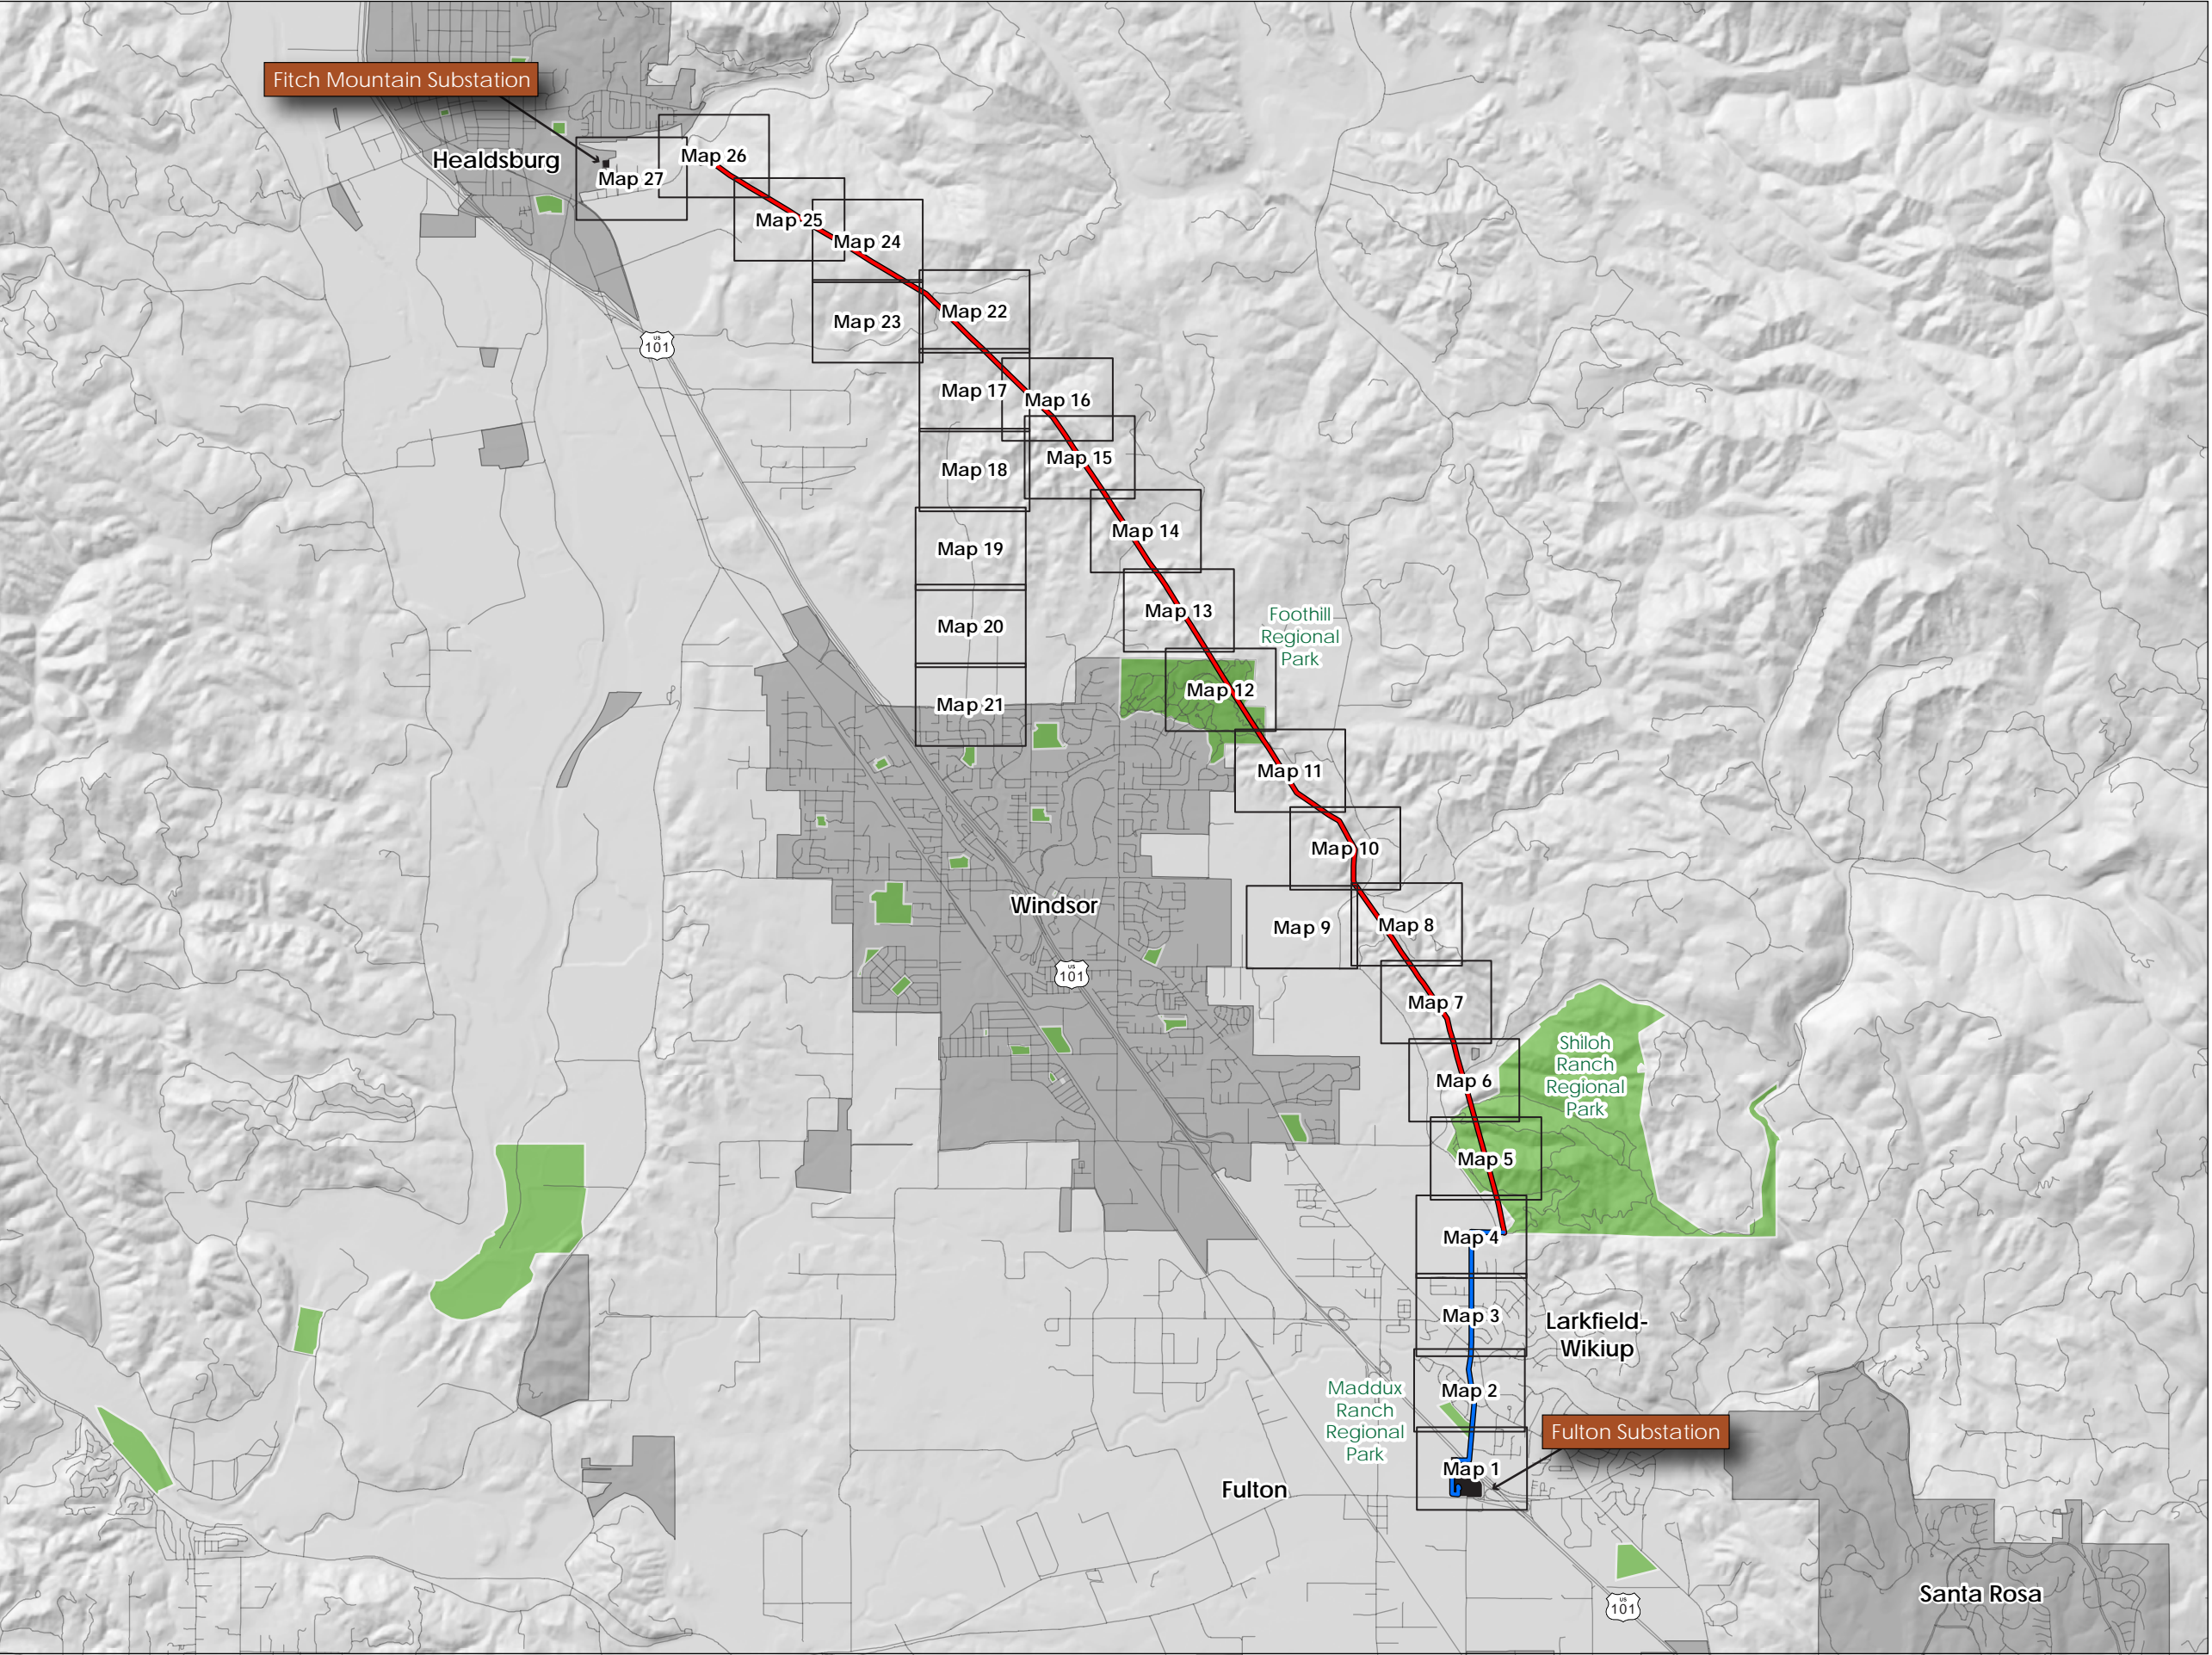 Fitch Mountain Substation
Healdsburg
Map 26
Map 27
Map 25
Map 24
Map 22
Map 23
US
101
Map 17
Map 16
Map 15
Map 18
Map 14
Map 19
Map 13
Map 20
Foothill
Regional
Park
Map 12
Map 21
Map 11
Map 10
Windsor
Map 9
Map 8
US
101
Map 7
Shiloh
Ranch
Regional
Park
Map 6
Map 5
Map 4
Map 3
Larkfield-
Wikiup
Maddux
Ranch
Regional
Park
Map 2
Fulton Substation
Map 1
Fulton
Santa Rosa
US
101